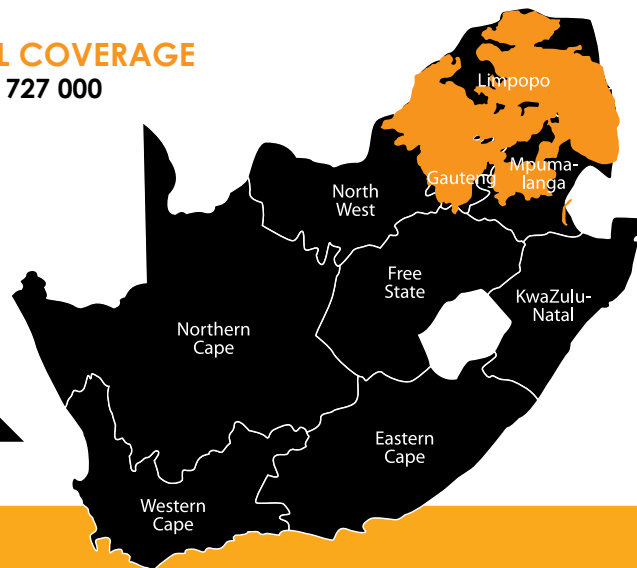 COVERAGE
727 000
Limpopo
Mpuma-
langa
Gauteng
North
West
Free
State
KwaZulu-
Natal
Northern
Cape
Eastern
Cape
Western
Cape